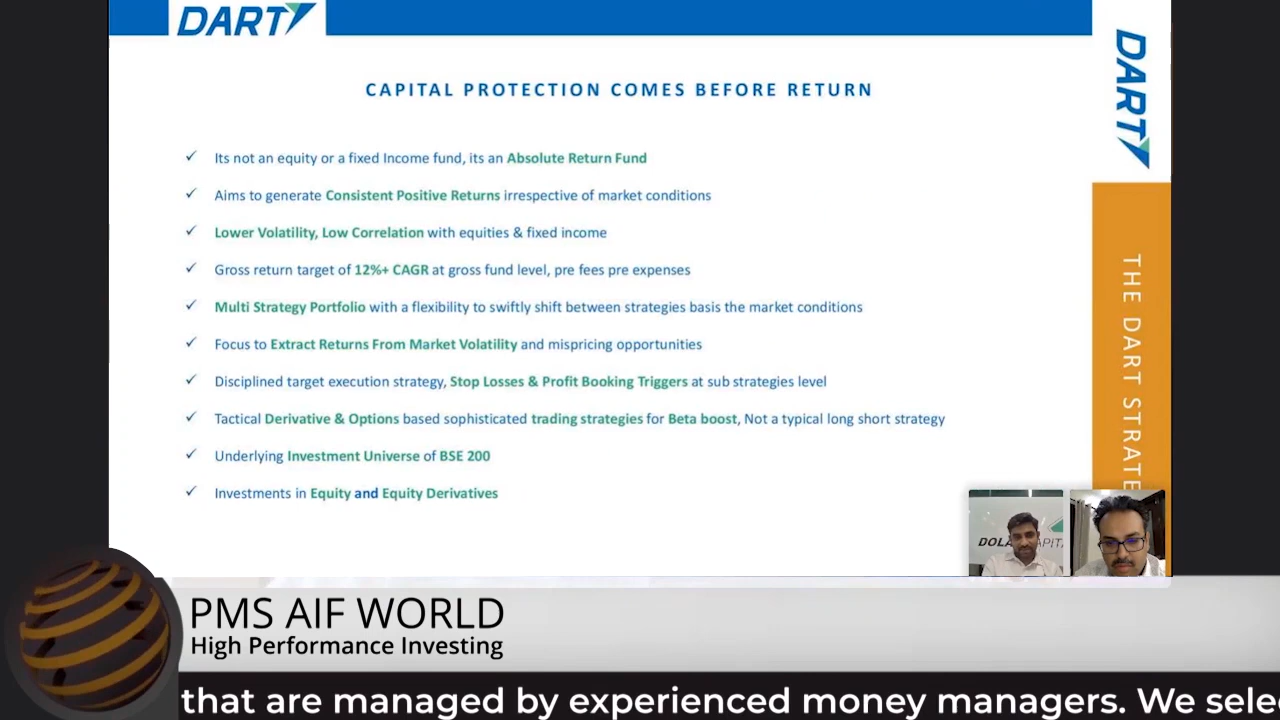 DART
DART
CAPITAL PROTECTION COMES BEFORE RETURN
Its not an equity or a fixed Income fund, its an Absolute Return Fund
Aims to generate Consistent Positive Returns irrespective of market conditions
Lower Volatility, Low Correlation with equities & fixed income
Gross return target of 12%+ CAGR at gross fund level, pre fees pre expenses
Multi Strategy Portfolio with a flexibility to swiftly shift between strategies basis the market conditions
Focus to Extract Returns From Market Volatility and mispricing opportunities
Disciplined target execution strategy, Stop Losses & Profit Booking Triggers at sub strategies level
Tactical Derivative & Options based sophisticated trading strategies for Beta boost, Not a typical long short strategy
Underlying Investment Universe of BSE 200
Investments in Equity and Equity Derivatives
THE DART STRATE
PMS AIF WORLD
High Performance Investing
that are managed by experienced money managers. We sele